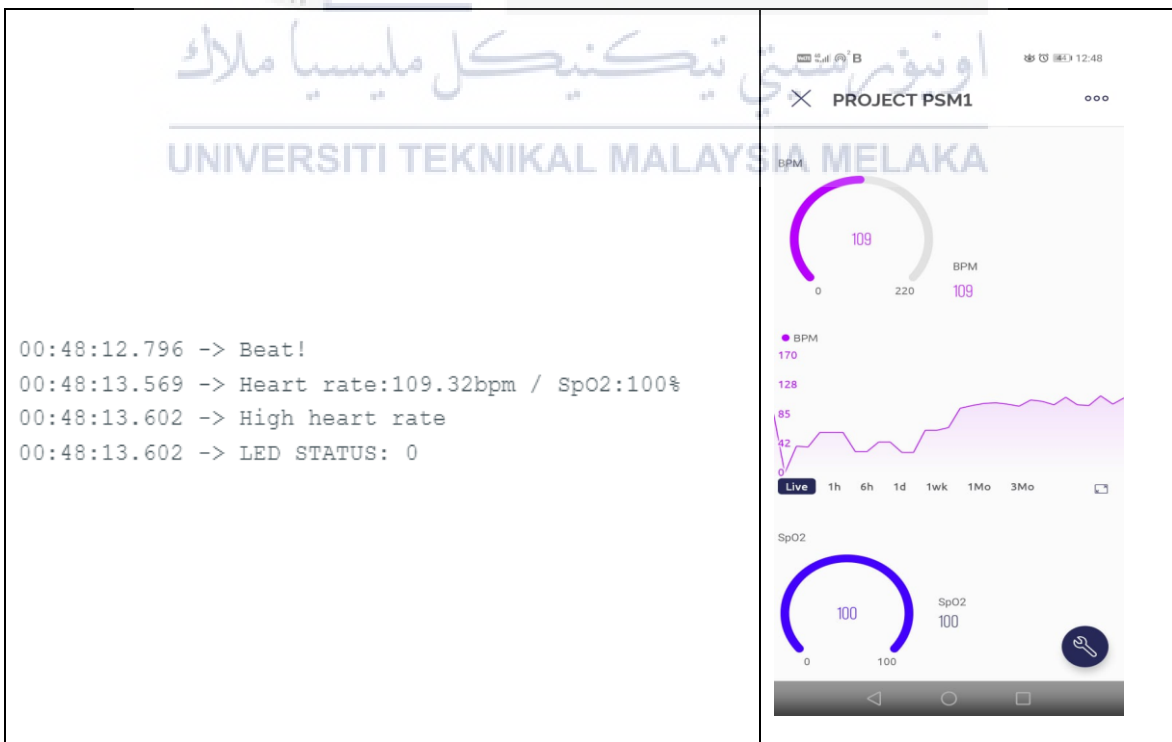 اونيۏرسيتي تيكنيكل مليسيا ملاك
UNIVERSITI TEKNIKAL MALAYSIA MELAKA
00:48:12.796 -> Beat!
00:48:13.569 -> Heart rate:109.32bpm / SpO2:100%
00:48:13.602 -> High heart rate
00:48:13.602 -> LED STATUS: 0
12:48
PROJECT PSM1
BPM
109
0 220
BPM
109
BPM
170
128
85
42
0
Live 1h 6h 1d 1wk 1Mo 3Mo
SpO2
100
0 100
SpO2
100